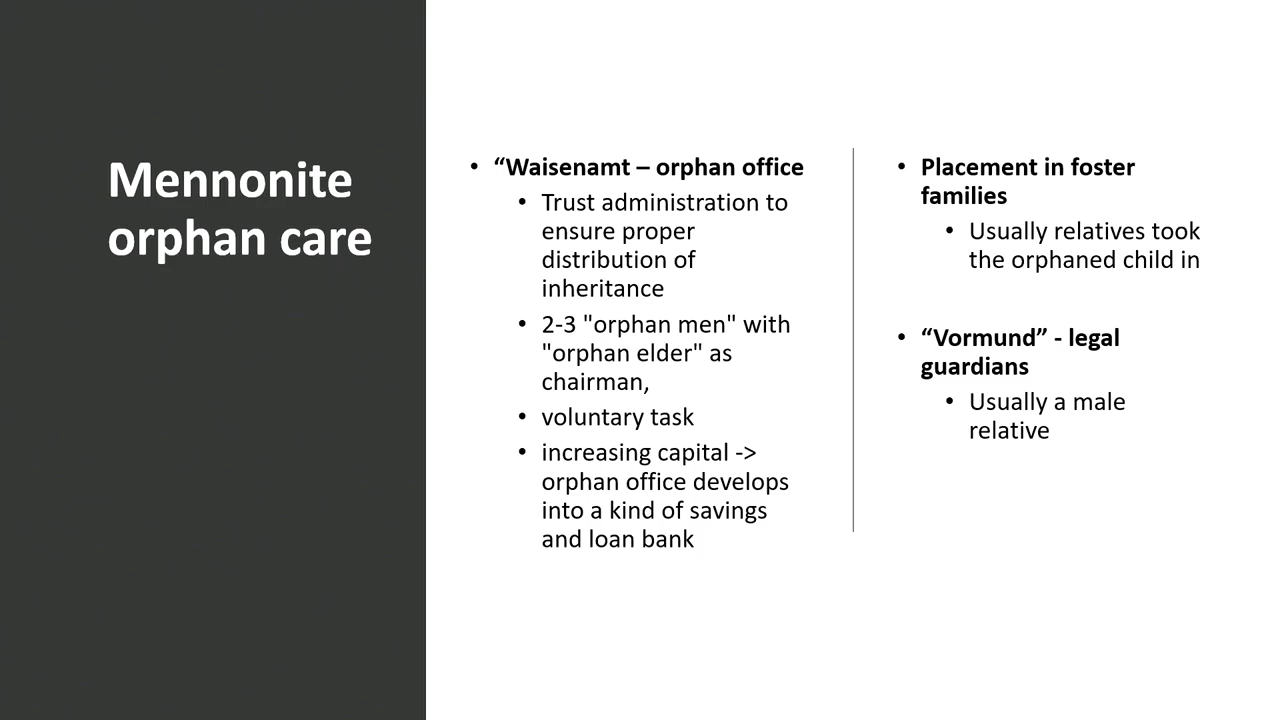 Mennonite
orphan care
• “Waisenamt – orphan office
• Trust administration to
ensure proper
distribution of
inheritance
• 2-3 "orphan men" with
"orphan elder" as
chairman,
• voluntary task
• increasing capital ->
orphan office develops
into a kind of savings
and loan bank
• Placement in foster
families
• Usually relatives took
the orphaned child in
• “Vormund” - legal
guardians
• Usually a male
relative